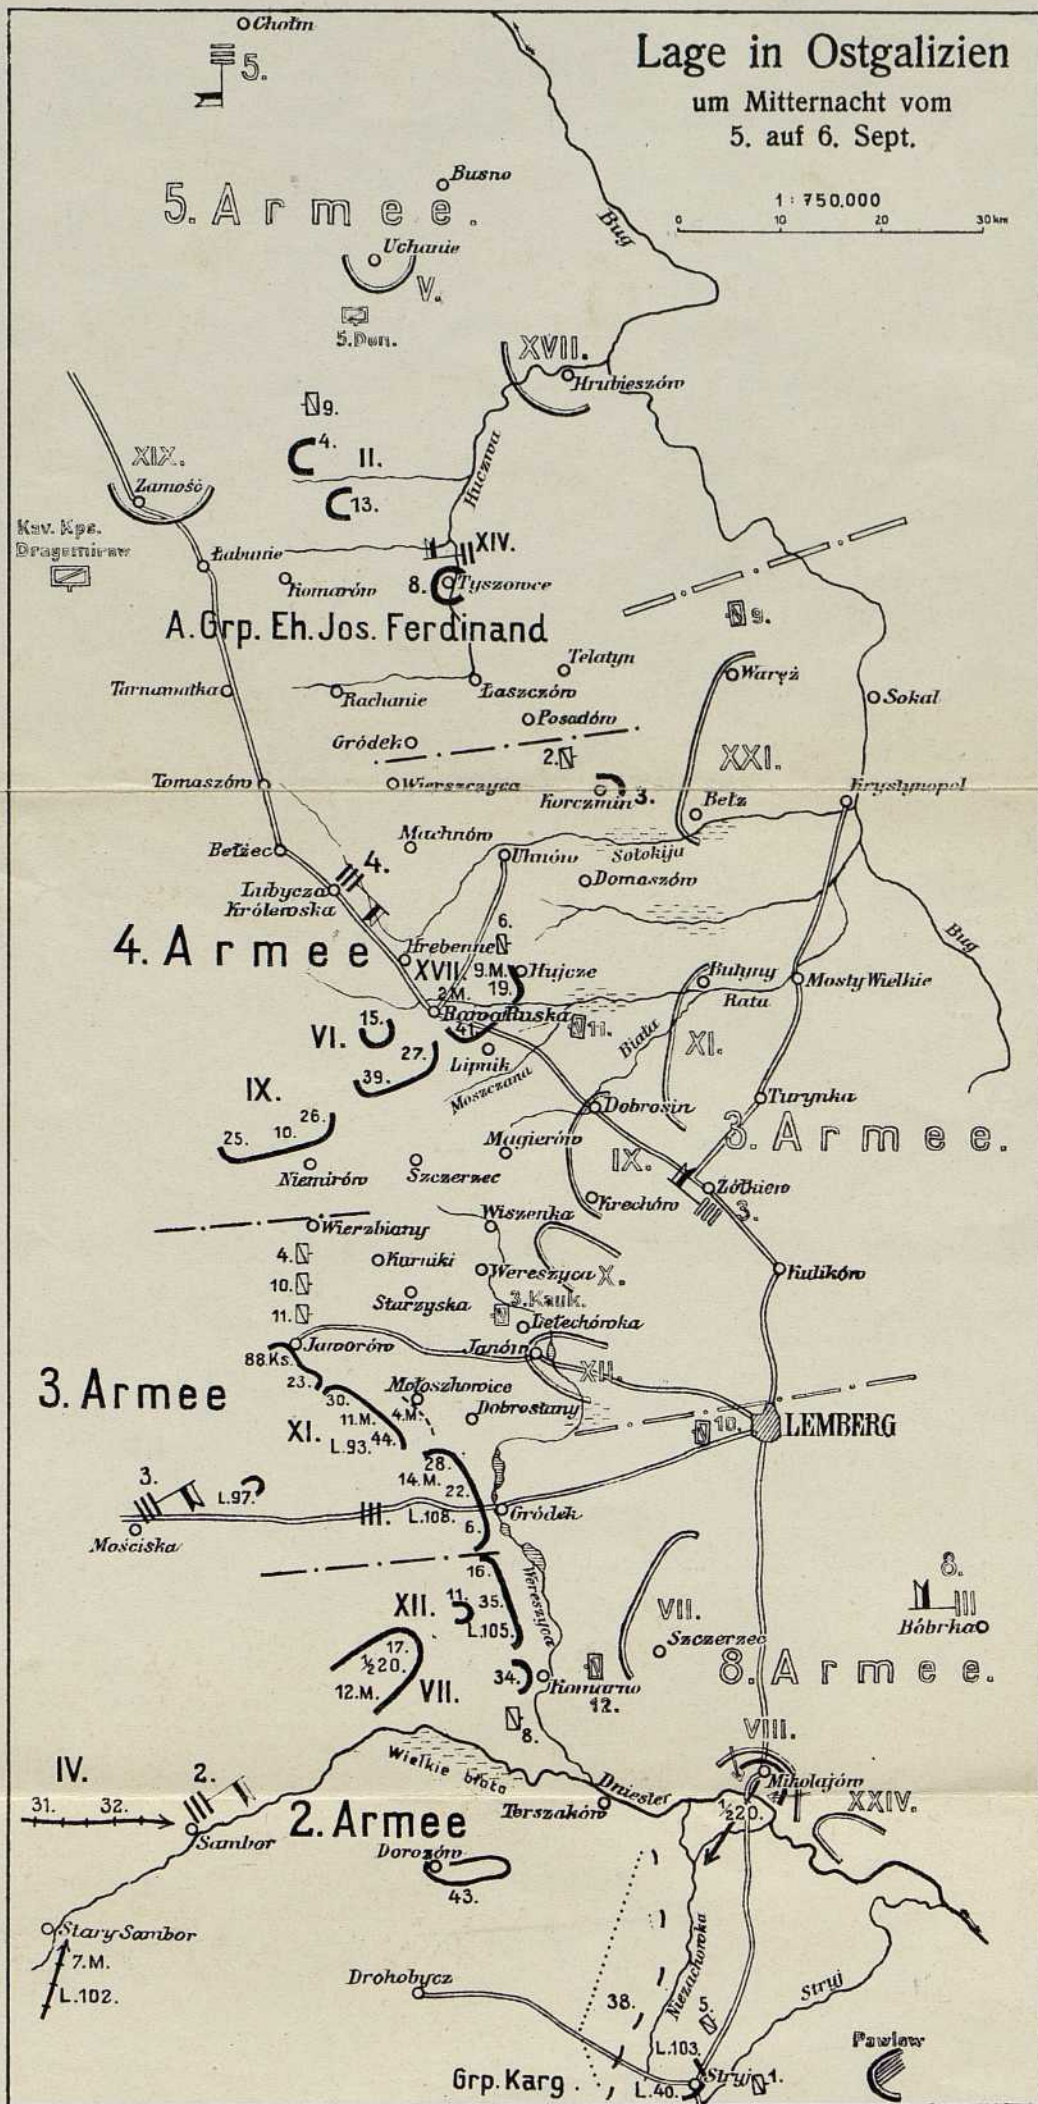 Lage in Ostgalizien
um Mitternacht vom
5. auf 6. Sept.
1 : 750.000
0 10 20 30 km
Chołm
5.
Busno
5. Armee.
Bug
Uchanie
V.
5. Don.
XVII.
Hrubieszów
9.
4. II.
XIX.
Zamość
13.
Huczwa
Kav. Kps.
Dragomirow
Łabunie
XIV.
Komarów
8. Tyszowce
9.
A. Grp. Eh. Jos. Ferdinand
Telatyn
Waręż
Tarnawatka
Rachanie
Łaszczów
Sokal
Posadów
Gródek
2.
XXI.
Tomaszów
Wierszczyca
Korczmin 3.
Bełz
Krystynopol
Machnów
Bełżec
4.
Uhnów
Sołokija
Lubycza
Królewska
Domaszów
6.
4. Armee
Hrebenne
Bug
XVII. 9.M. Hujcze
Butyny
Mosty Wielkie
2.M. 19.
Rata
Rawa Ruska
15.
41.
11.
VI.
Biała
XI.
27.
Lipnik
39.
Moszczana
IX.
Turynka
Dobrosin
26.
25. 10.
3. Armee.
Magierów
IX.
Niemirów
Szczerzec
Żółkiew
Krechów
3.
Wierzbiany
Wiszenka
4.
Kurniki
Wereszyca X.
Kulików
10.
Starzyska
3. Kauk.
11.
Letechówka
Jaworów
Janów
88.Ks.
XII.
23.
3. Armee
Mołoszkowice
30.
11.M.
4.M.
Dobrostany
XI.
L.93. 44.
10. LEMBERG
28.
3.
14.M.
L.97.
22.
III. L.108.
Gródek
6.
Mościska
16.
Wereszyca
8.
XII. 11. 35.
VII.
L.105.
Szczerzec
Bóbrka
17.
½20.
34.
8. Armee.
12.M. VII.
Komarno
12.
8.
VIII.
Wielkie błota
IV.
2.
Dniester
Mikołajów
31. 32.
Terszaków
½20.
XXIV.
Sambor
2. Armee
Dorożów
43.
Stary Sambor
7.M.
Niezachowka
L.102.
Drohobycz
Stryj
38.
5.
L.103.
Pawlow
Grp. Karg.
Stryj 1.
L.40.